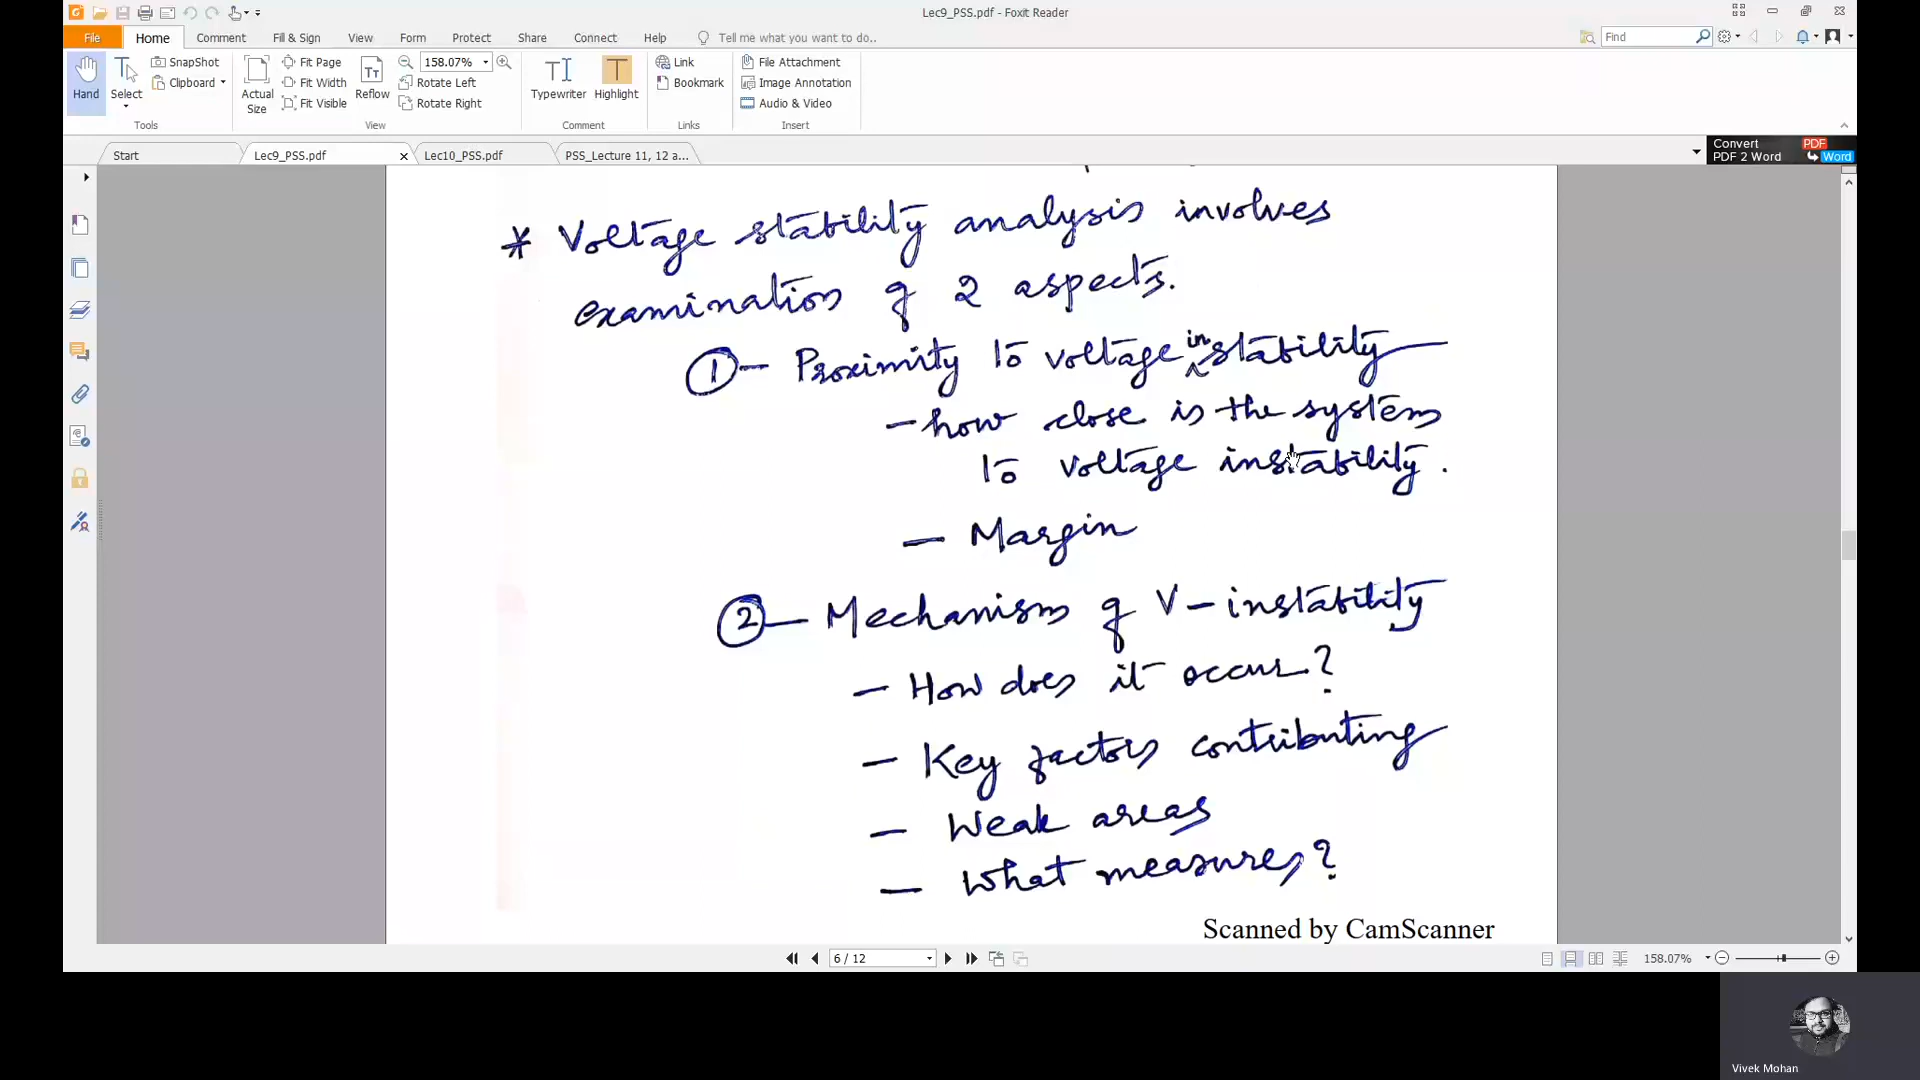 Lec9_PSS.pdf - Foxit Reader
File Home Comment Fill & Sign View Form Protect Share Connect Help Tell me what you want to do.. Find
Hand
Select
SnapShot
Clipboard
Tools
Actual Size
Fit Page
Fit Width
Fit Visible
Reflow
158.07%
Rotate Left
Rotate Right
View
Typewriter
Highlight
Comment
Link
Bookmark
Links
File Attachment
Image Annotation
Audio & Video
Insert
Start Lec9_PSS.pdf Lec10_PSS.pdf PSS_Lecture 11, 12 a...
Convert PDF
PDF 2 Word Word
* Voltage stability analysis involves
examination of 2 aspects.
① - Proximity to voltage instability
- how close is the system
to voltage instability.
- Margin
② - Mechanism of V-instability
- How does it occur?
- Key factors contributing
- Weak areas
- What measures?
Scanned by CamScanner
6 / 12 158.07%
Vivek Mohan